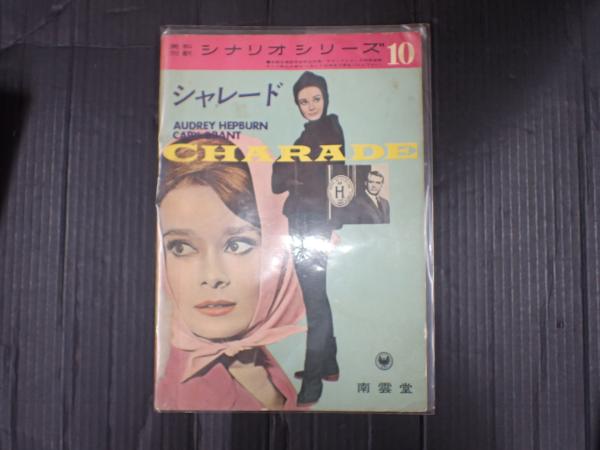 英和
対訳
シナリオシリーズ 10
シャレード
AUDREY HEPBURN
CARY GRANT
CHARADE
H
南雲堂